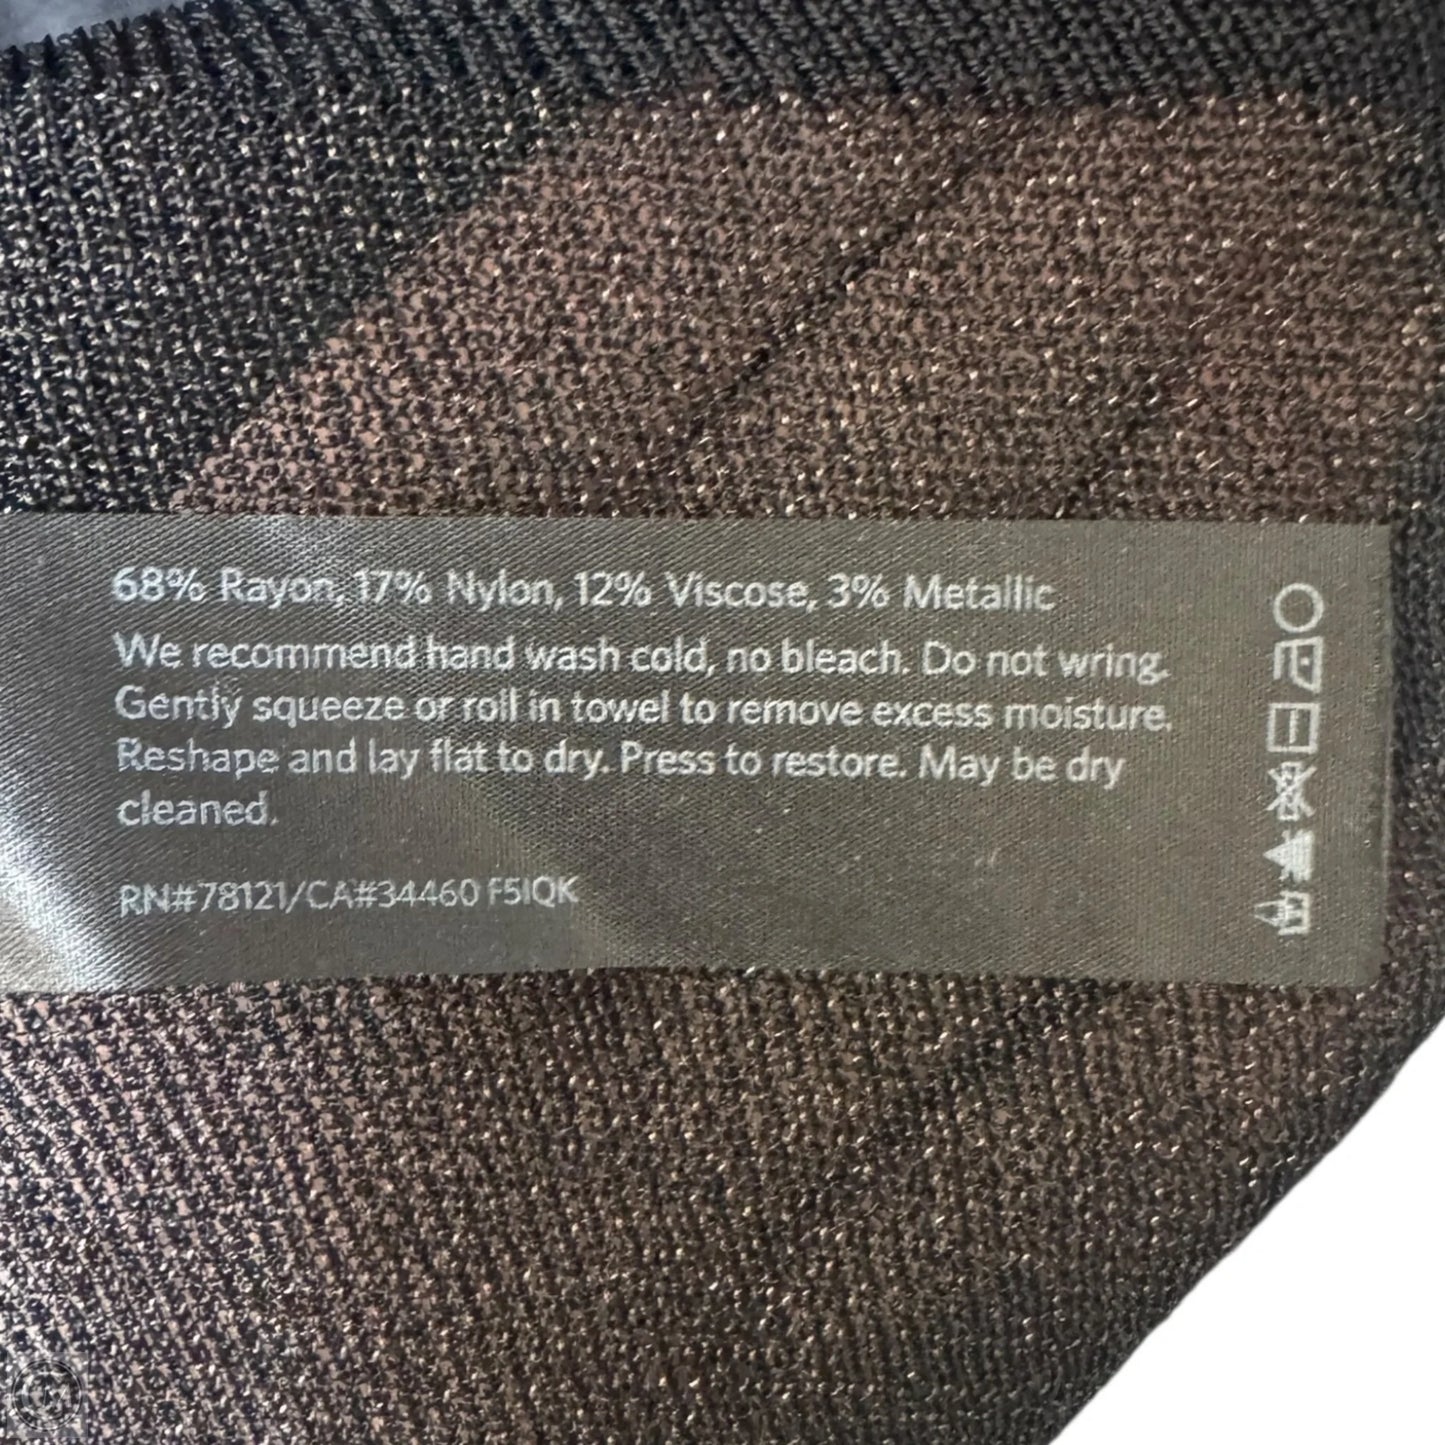 68% Rayon, 17% Nylon, 12% Viscose, 3% Metallic
We recommend hand wash cold, no bleach. Do not wring.
Gently squeeze or roll in towel to remove excess moisture.
Reshape and lay flat to dry. Press to restore. May be dry
cleaned.
RN#78121/CA#34460 F5IQK